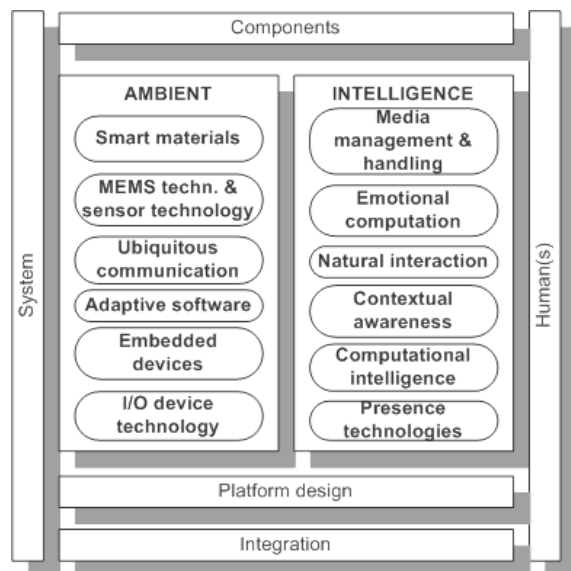 Components
System
AMBIENT
Smart materials
MEMS techn. &
sensor technology
Ubiquitous
communication
Adaptive software
Embedded
devices
I/O device
technology
INTELLIGENCE
Media
management &
handling
Emotional
computation
Natural interaction
Contextual
awareness
Computational
intelligence
Presence
technologies
Human(s)
Platform design
Integration